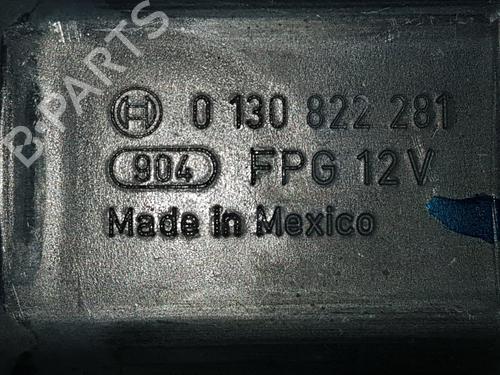 B-PARTS
0 130 822 281
904 FPG 12V
Made in Mexico